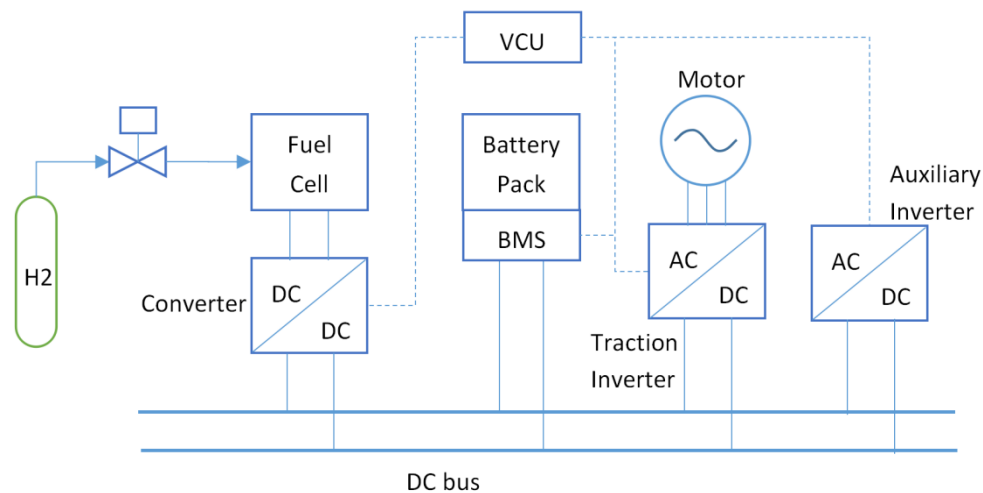 VCU
Motor
Fuel
Cell
Battery
Pack
Auxiliary
Inverter
BMS
AC
DC
AC
DC
H2
DC
DC
Converter
Traction
Inverter
DC bus